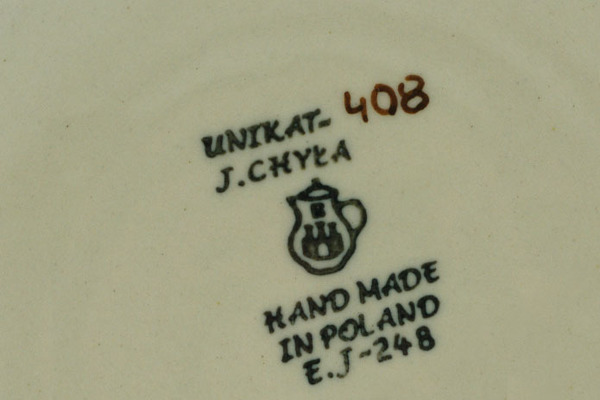 UNIKAT- 408
J.CHYŁA
HAND MADE
IN POLAND
E.J-248